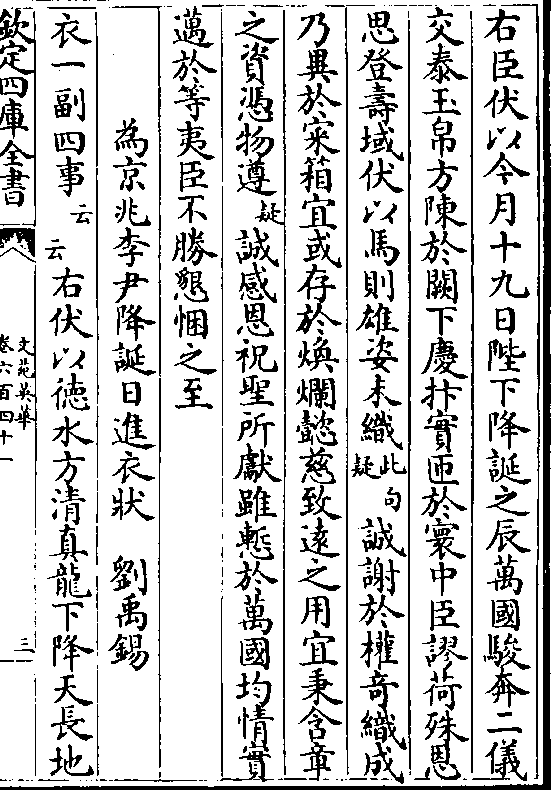 右臣伏以今月十九日陛下降誕之辰萬國駿奔二儀
交泰玉帛方陳於闕下慶抃實匝於寰中臣謬荷殊恩
思登壽域伏以馬則雄姿未織此句疑誠謝於權竒織成
乃異於寀箱宜或存於煥爛懿慈致遠之用宜秉含章
之資憑物遵疑誠感恩祝聖所獻雖慙於萬國均情實
邁於等夷臣不勝懇悃之至
為京兆李尹降誕日進衣狀 劉禹錫
衣一副四事云云右伏以徳水方清真龍下降天長地
欽定四庫全書
文苑英華
卷六百四十一
三